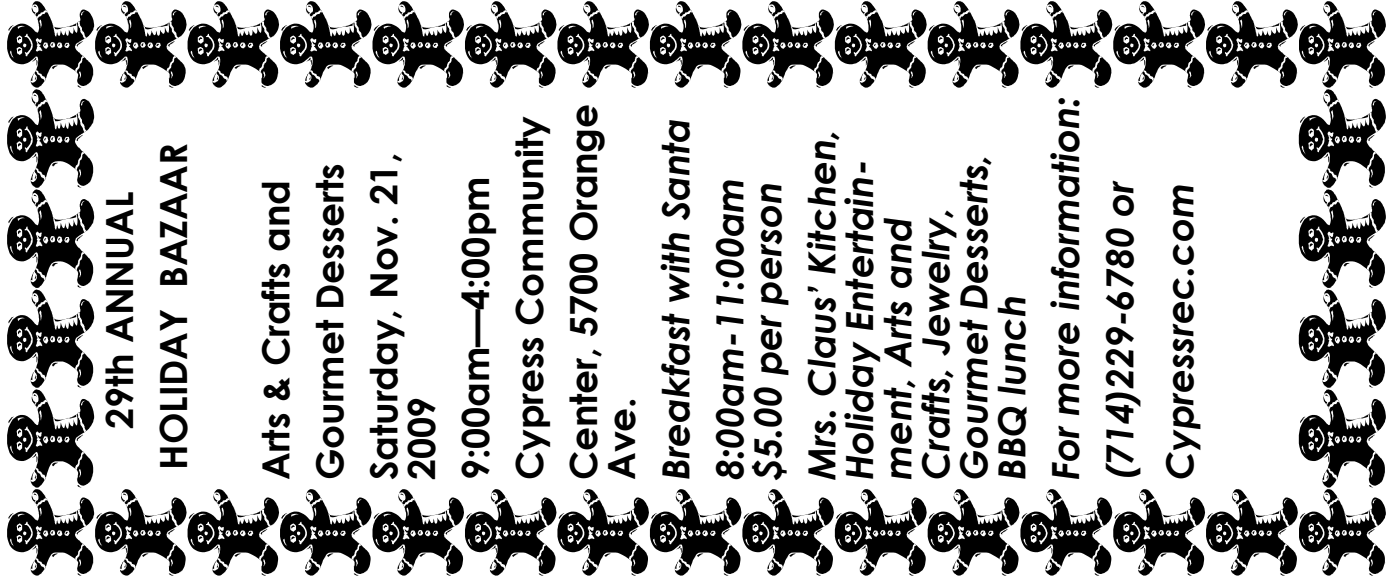 29th ANNUAL
HOLIDAY BAZAAR
Arts & Crafts and
Gourmet Desserts
Saturday, Nov. 21,
2009
9:00am—4:00pm
Cypress Community
Center, 5700 Orange
Ave.
Breakfast with Santa
8:00am-11:00am
$5.00 per person
Mrs. Claus’ Kitchen,
Holiday Entertain-
ment, Arts and
Crafts, Jewelry,
Gourmet Desserts,
BBQ lunch
For more information:
(714)229-6780 or
Cypressrec.com